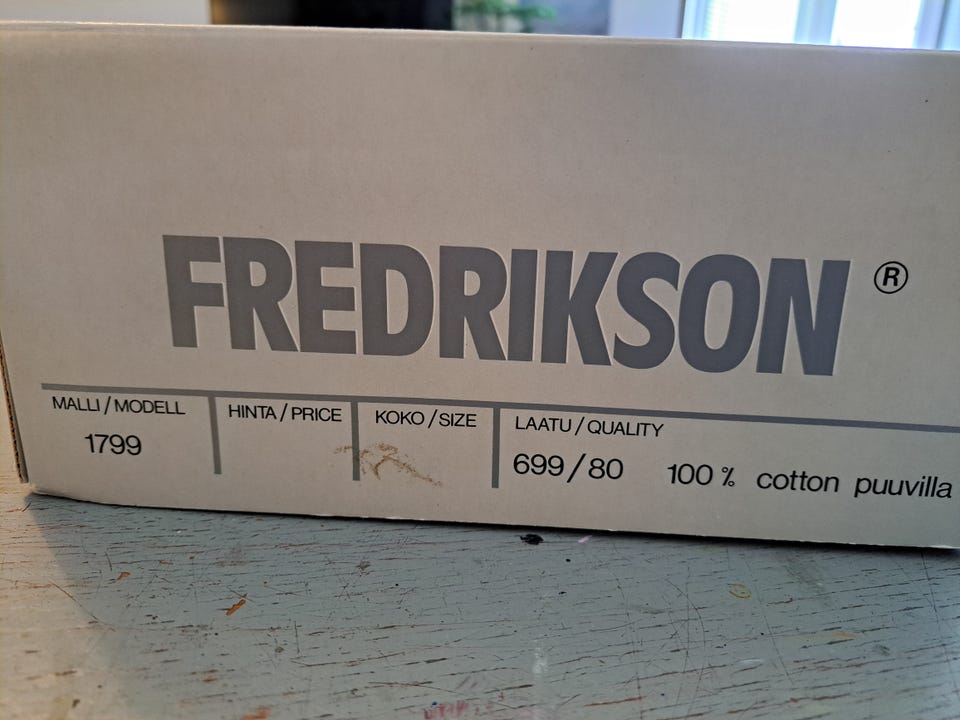 FREDRIKSON ®
MALLI/MODELL HINTA/PRICE KOKO/SIZE LAATU/QUALITY
1799 699/80 100% cotton puuvilla